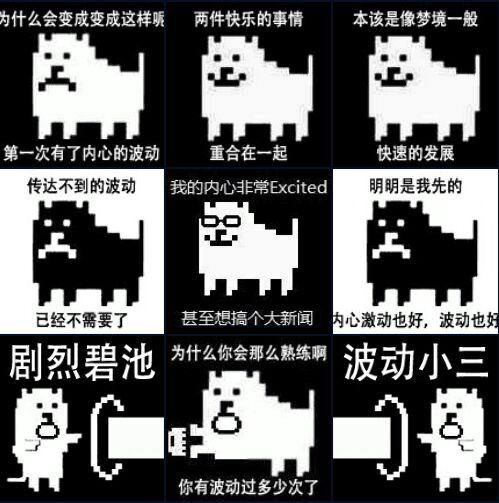 为什么会变成变成这样呢
第一次有了内心的波动
两件快乐的事情
重合在一起
本该是像梦境一般
快速的发展
传达不到的波动
已经不需要了
我的内心非常Excited
甚至想搞个大新闻
明明是我先的
内心激动也好，波动也好
剧烈碧池
为什么你会那么熟练啊
你有波动过多少次了
波动小三